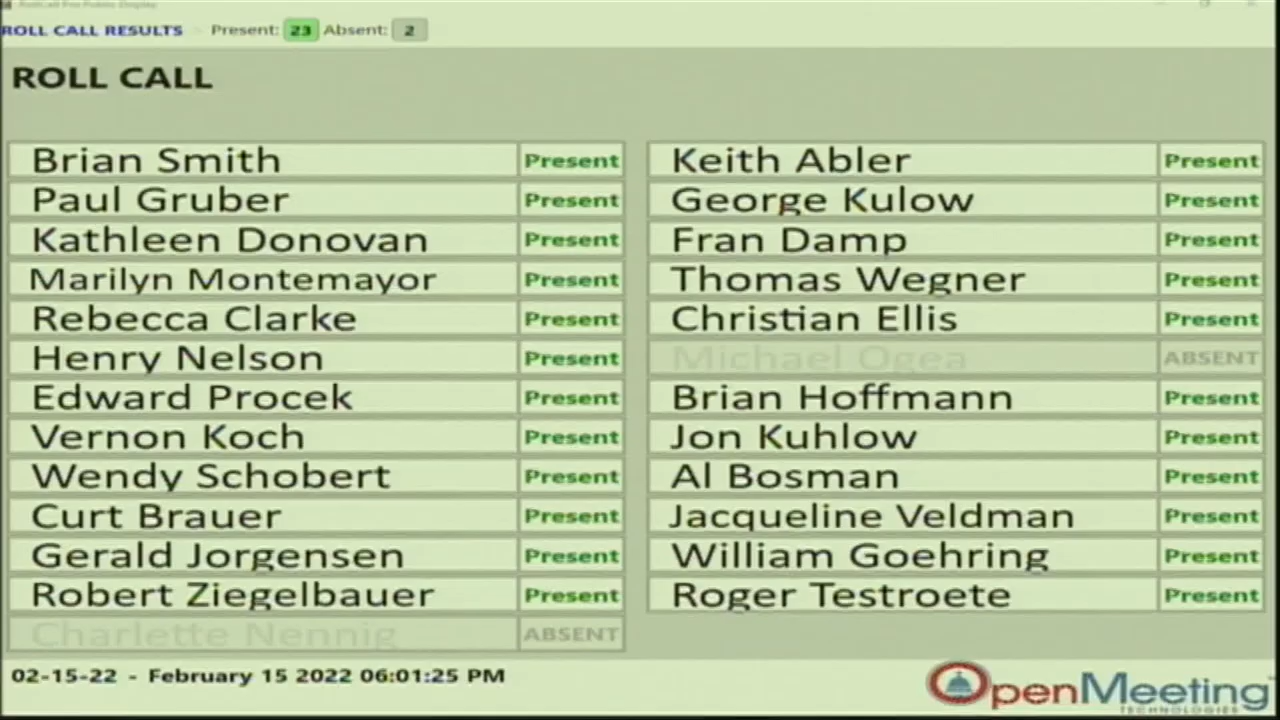 RollCall Pro Public Display
ROLL CALL RESULTS - Present: 23 Absent: 2
ROLL CALL
Brian Smith Present
Paul Gruber Present
Kathleen Donovan Present
Marilyn Montemayor Present
Rebecca Clarke Present
Henry Nelson Present
Edward Procek Present
Vernon Koch Present
Wendy Schobert Present
Curt Brauer Present
Gerald Jorgensen Present
Robert Ziegelbauer Present
Charlette Nennig ABSENT
Keith Abler Present
George Kulow Present
Fran Damp Present
Thomas Wegner Present
Christian Ellis Present
Michael Ogea ABSENT
Brian Hoffmann Present
Jon Kuhlow Present
Al Bosman Present
Jacqueline Veldman Present
William Goehring Present
Roger Testroete Present
02-15-22 - February 15 2022 06:01:25 PM
OpenMeeting
TECHNOLOGIES